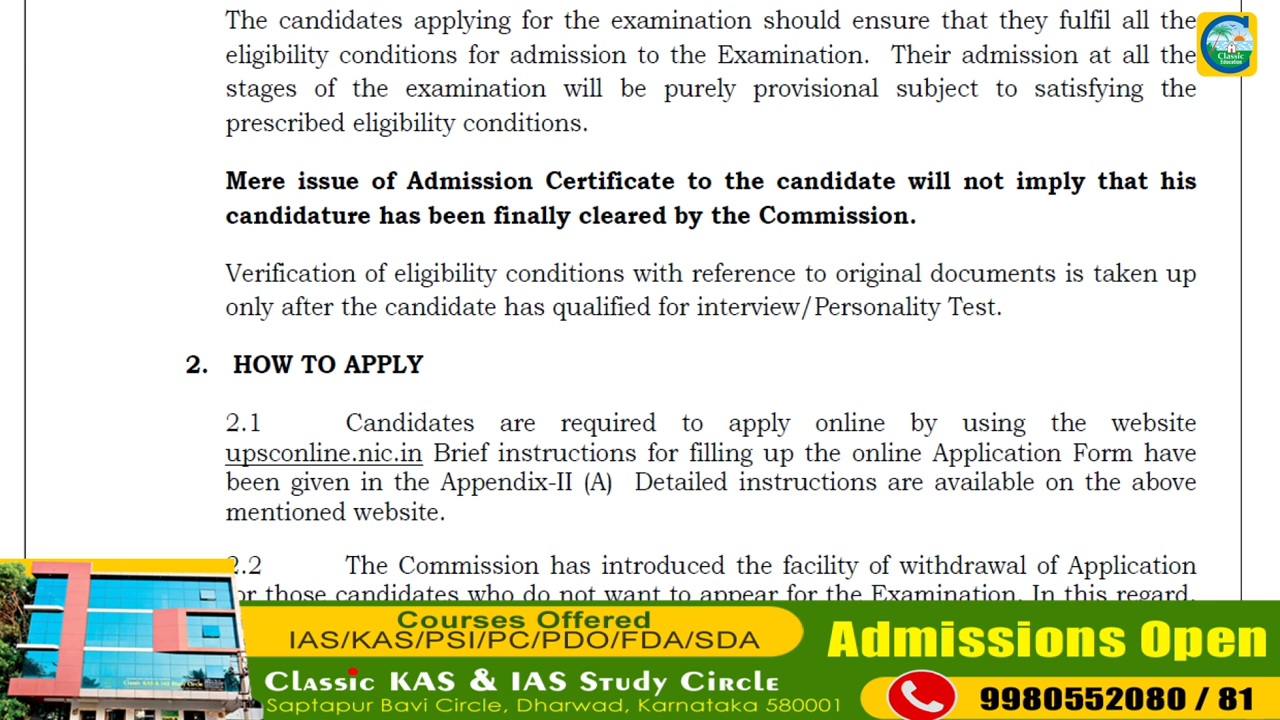 The candidates applying for the examination should ensure that they fulfil all the
eligibility conditions for admission to the Examination. Their admission at all the
stages of the examination will be purely provisional subject to satisfying the
prescribed eligibility conditions.
Classic
Education
Mere issue of Admission Certificate to the candidate will not imply that his
candidature has been finally cleared by the Commission.
Verification of eligibility conditions with reference to original documents is taken up
only after the candidate has qualified for interview/Personality Test.
2. HOW TO APPLY
2.1 Candidates are required to apply online by using the website
upsconline.nic.in Brief instructions for filling up the online Application Form have
been given in the Appendix-II (A) Detailed instructions are available on the above
mentioned website.
2.2 The Commission has introduced the facility of withdrawal of Application
or those candidates who do not want to appear for the Examination. In this regard,
Courses Offered
IAS/KAS/PSI/PC/PDO/FDA/SDA
Classic KAS & IAS Study Circle
Saptapur Bavi Circle, Dharwad, Karnataka 580001
Admissions Open
9980552080 / 81